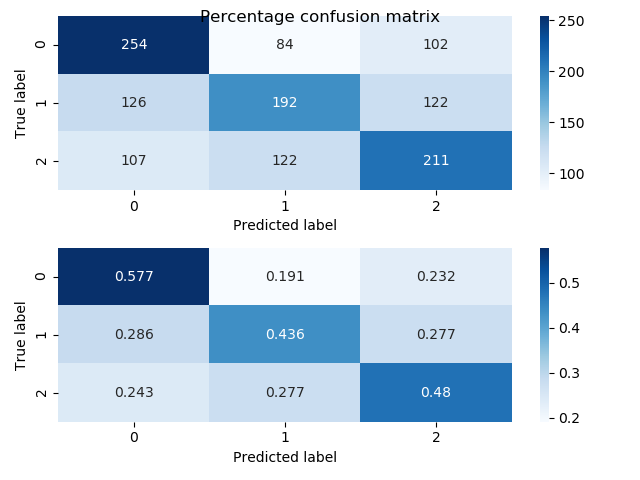 Percentage confusion matrix
True label
0 254 84 102
1 126 192 122
2 107 122 211
0 1 2
Predicted label
250
200
150
100
True label
0 0.577 0.191 0.232
1 0.286 0.436 0.277
2 0.243 0.277 0.48
0 1 2
Predicted label
0.5
0.4
0.3
0.2